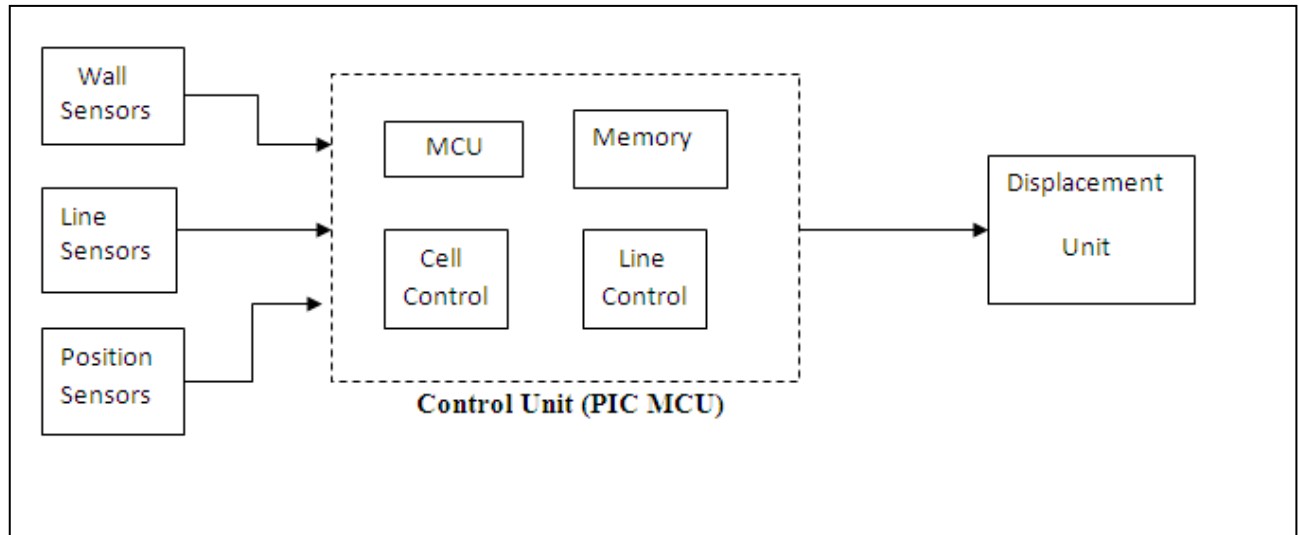 Wall
Sensors
Line
Sensors
Position
Sensors
MCU
Memory
Cell
Control
Line
Control
Control Unit (PIC MCU)
Displacement
Unit